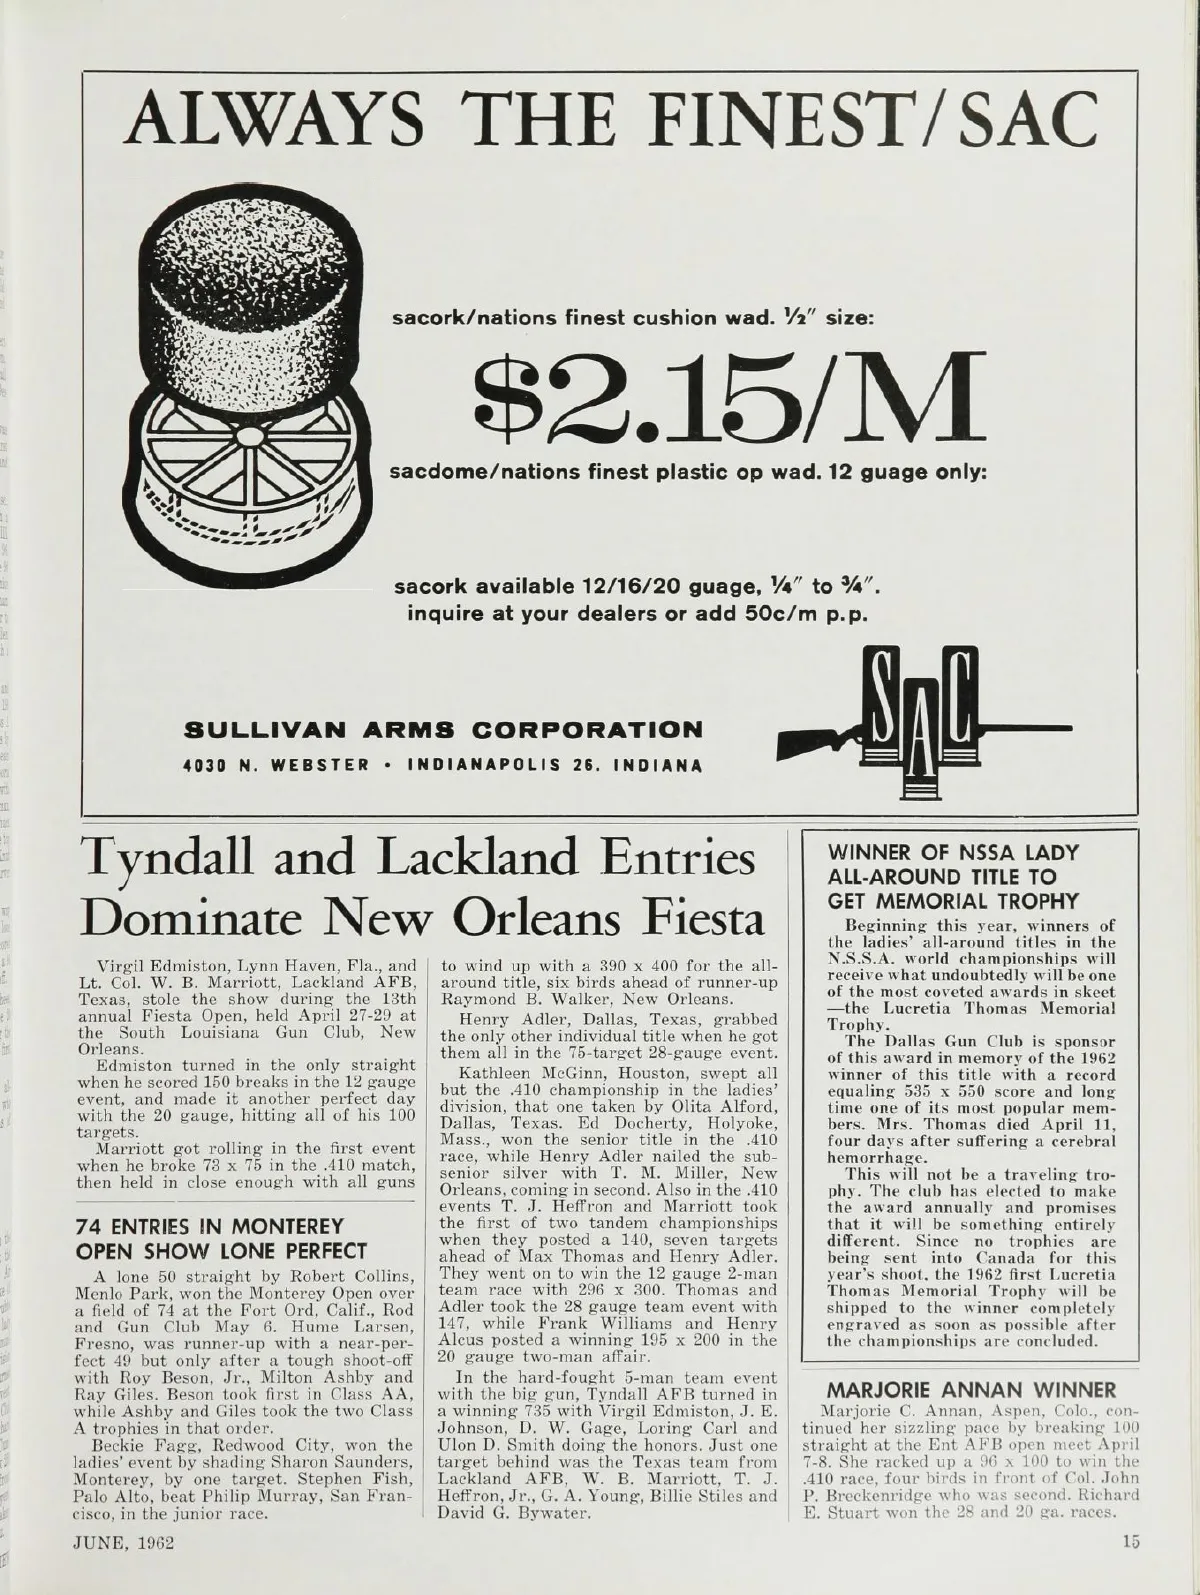 ALWAYS THE FINEST/SAC
sacork/nations finest cushion wad. ½" size:
$2.15/M
sacdome/nations finest plastic op wad. 12 guage only:
sacork available 12/16/20 guage, ¼" to ¾".
inquire at your dealers or add 50c/m p.p.
SAC
SULLIVAN ARMS CORPORATION
4030 N. WEBSTER • INDIANAPOLIS 26, INDIANA
Tyndall and Lackland Entries
Dominate New Orleans Fiesta
Virgil Edmiston, Lynn Haven, Fla., and
Lt. Col. W. B. Marriott, Lackland AFB,
Texas, stole the show during the 13th
annual Fiesta Open, held April 27-29 at
the South Louisiana Gun Club, New
Orleans.
Edmiston turned in the only straight
when he scored 150 breaks in the 12 gauge
event, and made it another perfect day
with the 20 gauge, hitting all of his 100
targets.
Marriott got rolling in the first event
when he broke 73 x 75 in the .410 match,
then held in close enough with all guns
to wind up with a 390 x 400 for the all-
around title, six birds ahead of runner-up
Raymond B. Walker, New Orleans.
Henry Adler, Dallas, Texas, grabbed
the only other individual title when he got
them all in the 75-target 28-gauge event.
Kathleen McGinn, Houston, swept all
but the .410 championship in the ladies'
division, that one taken by Olita Alford,
Dallas, Texas. Ed Docherty, Holyoke,
Mass., won the senior title in the .410
race, while Henry Adler nailed the sub-
senior silver with T. M. Miller, New
Orleans, coming in second. Also in the .410
events T. J. Heffron and Marriott took
the first of two tandem championships
when they posted a 140, seven targets
ahead of Max Thomas and Henry Adler.
They went on to win the 12 gauge 2-man
team race with 296 x 300. Thomas and
Adler took the 28 gauge team event with
147, while Frank Williams and Henry
Alcus posted a winning 195 x 200 in the
20 gauge two-man affair.
In the hard-fought 5-man team event
with the big gun, Tyndall AFB turned in
a winning 735 with Virgil Edmiston, J. E.
Johnson, D. W. Gage, Loring Carl and
Ulon D. Smith doing the honors. Just one
target behind was the Texas team from
Lackland AFB, W. B. Marriott, T. J.
Heffron, Jr., G. A. Young, Billie Stiles and
David G. Bywater.
74 ENTRIES IN MONTEREY
OPEN SHOW LONE PERFECT
A lone 50 straight by Robert Collins,
Menlo Park, won the Monterey Open over
a field of 74 at the Fort Ord, Calif., Rod
and Gun Club May 6. Hume Larsen,
Fresno, was runner-up with a near-per-
fect 49 but only after a tough shoot-off
with Roy Beson, Jr., Milton Ashby and
Ray Giles. Beson took first in Class AA,
while Ashby and Giles took the two Class
A trophies in that order.
Beckie Fagg, Redwood City, won the
ladies' event by shading Sharon Saunders,
Monterey, by one target. Stephen Fish,
Palo Alto, beat Philip Murray, San Fran-
cisco, in the junior race.
WINNER OF NSSA LADY
ALL-AROUND TITLE TO
GET MEMORIAL TROPHY
Beginning this year, winners of
the ladies' all-around titles in the
N.S.S.A. world championships will
receive what undoubtedly will be one
of the most coveted awards in skeet
—the Lucretia Thomas Memorial
Trophy.
The Dallas Gun Club is sponsor
of this award in memory of the 1962
winner of this title with a record
equaling 535 x 550 score and long
time one of its most popular mem-
bers. Mrs. Thomas died April 11,
four days after suffering a cerebral
hemorrhage.
This will not be a traveling tro-
phy. The club has elected to make
the award annually and promises
that it will be something entirely
different. Since no trophies are
being sent into Canada for this
year's shoot, the 1962 first Lucretia
Thomas Memorial Trophy will be
shipped to the winner completely
engraved as soon as possible after
the championships are concluded.
MARJORIE ANNAN WINNER
Marjorie C. Annan, Aspen, Colo., con-
tinued her sizzling pace by breaking 100
straight at the Ent AFB open meet April
7-8. She racked up a 96 x 100 to win the
.410 race, four birds in front of Col. John
P. Breckenridge who was second. Richard
E. Stuart won the 28 and 20 ga. races.
JUNE, 1962
15